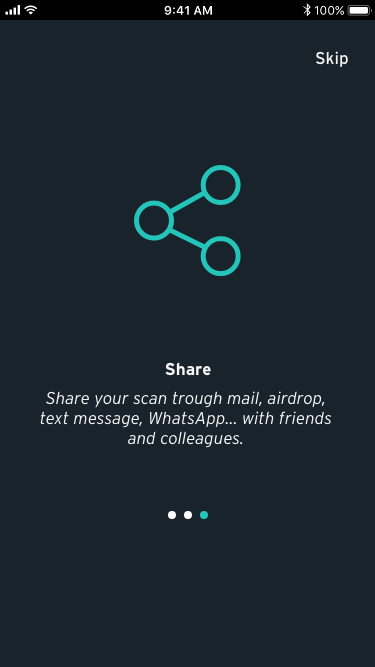 9:41 AM 100%
Skip
Share
Share your scan trough mail, airdrop,
text message, WhatsApp... with friends
and colleagues.